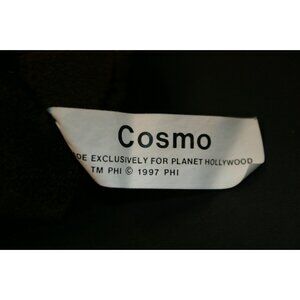 Cosmo
DE EXCLUSIVELY FOR PLANET HOLLYWOOD
TM PHI © 1997 PHI